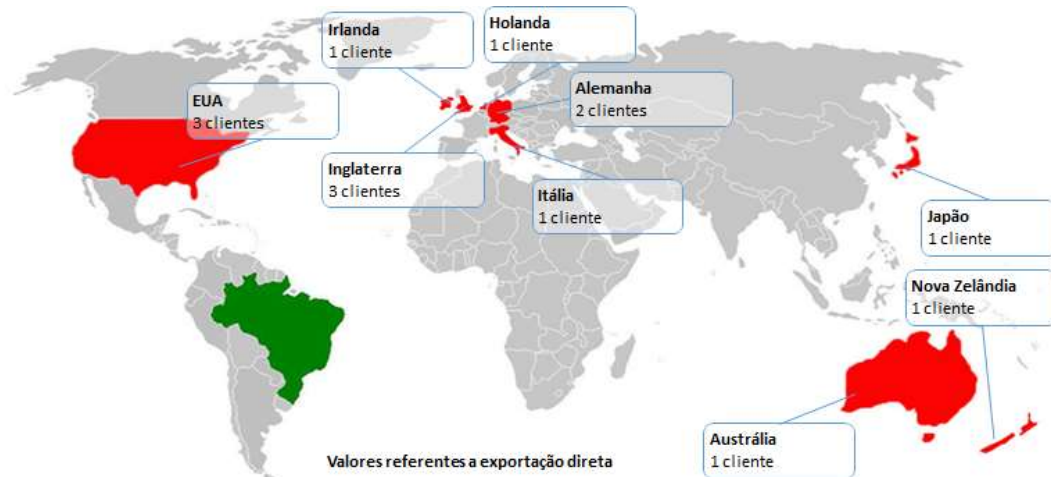 Irlanda
1 cliente
Holanda
1 cliente
EUA
3 clientes
Alemanha
2 clientes
Inglaterra
3 clientes
Itália
1 cliente
Japão
1 cliente
Nova Zelândia
1 cliente
Austrália
1 cliente
Valores referentes a exportação direta